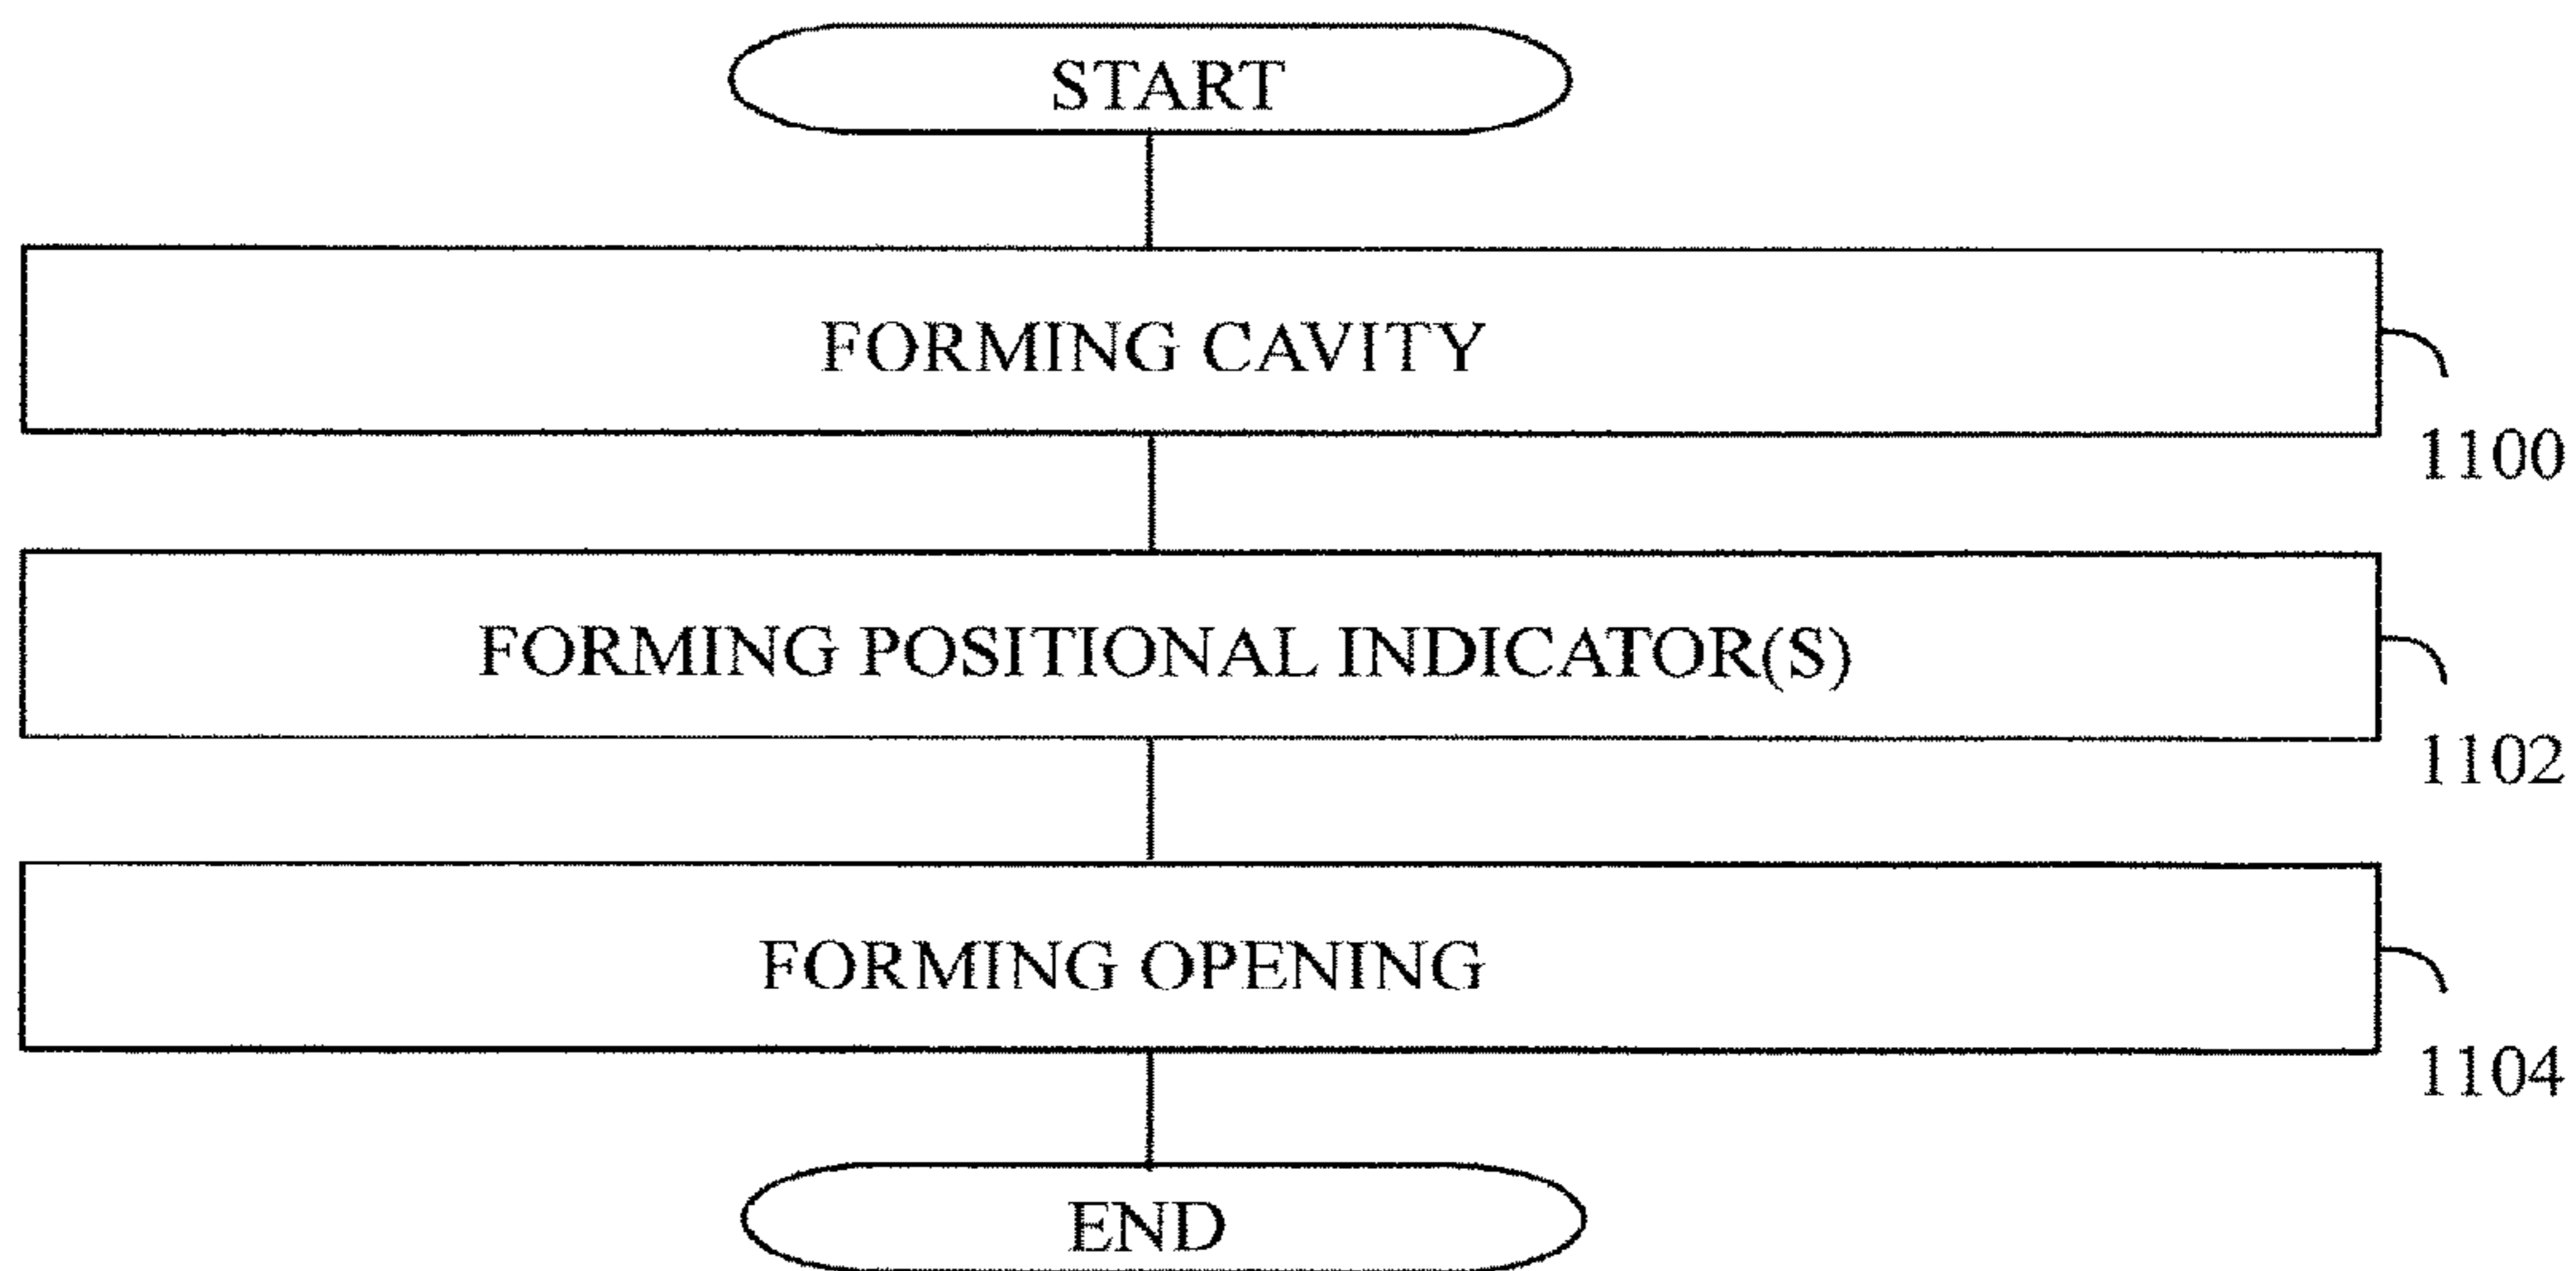 START
FORMING CAVITY
1100
FORMING POSITIONAL INDICATOR(S)
1102
FORMING OPENING
1104
END